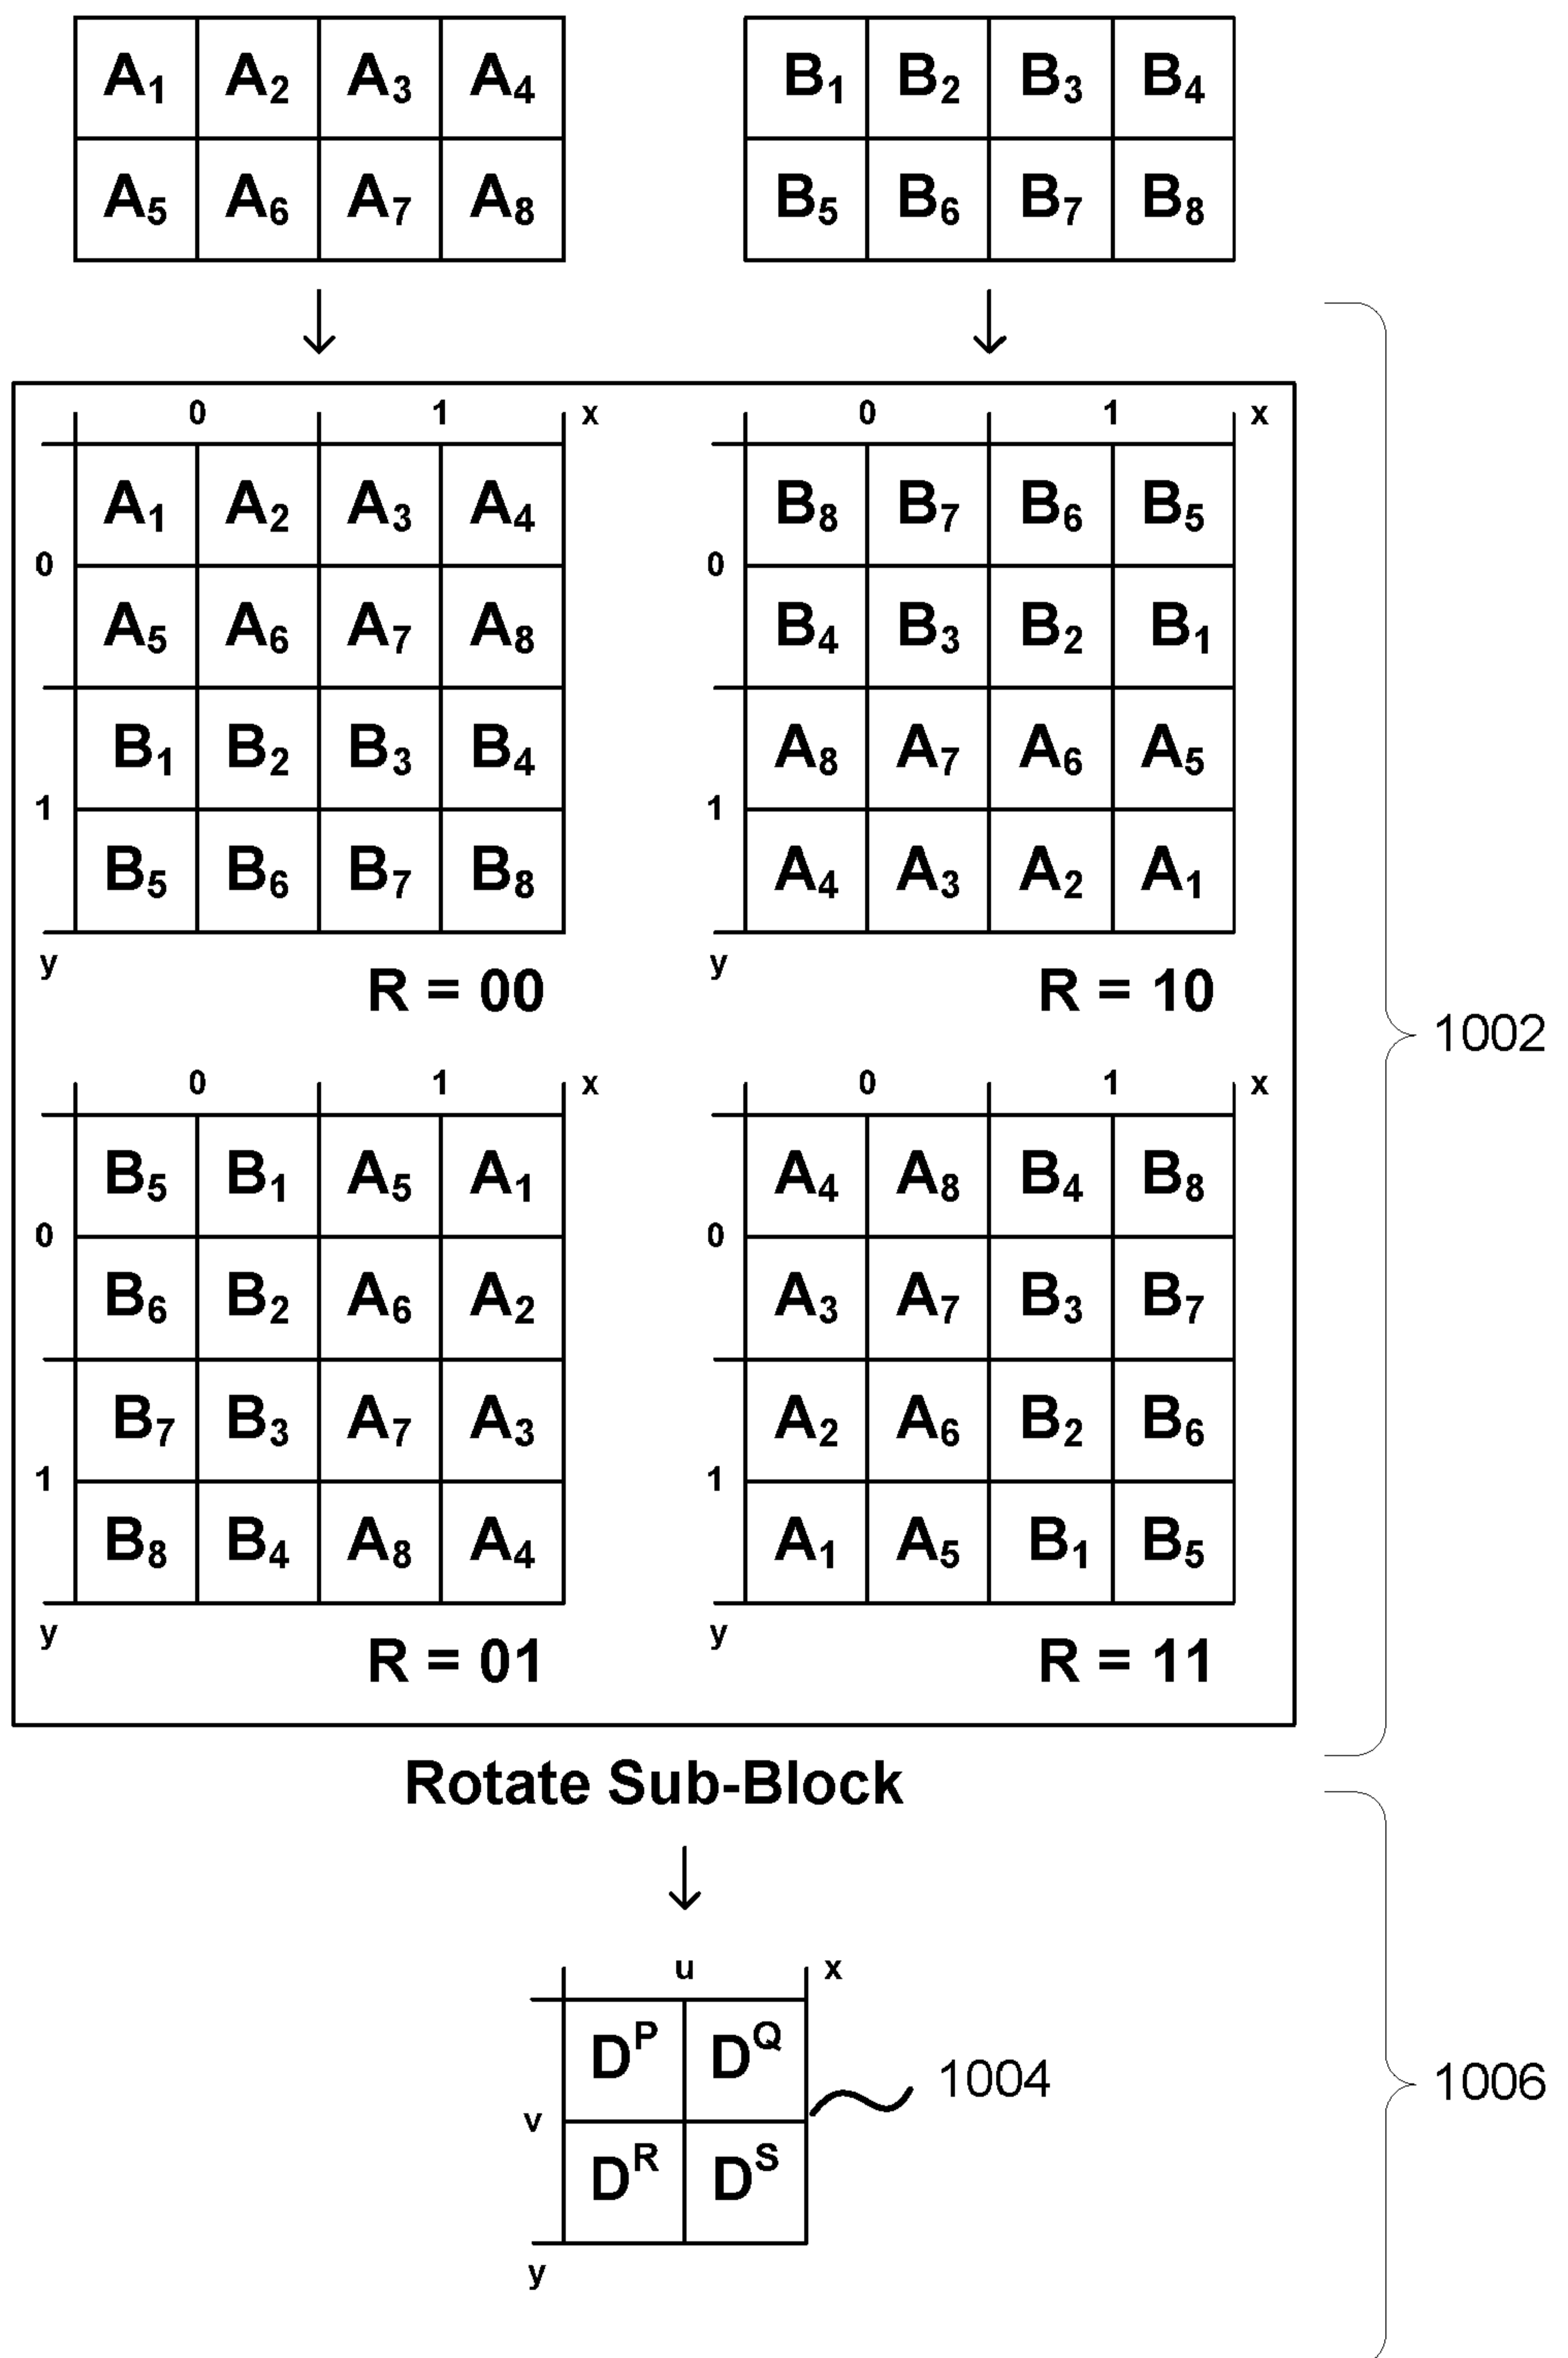 A1 A2 A3 A4
A5 A6 A7 A8
B1 B2 B3 B4
B5 B6 B7 B8
0 1 x
A1 A2 A3 A4
0
A5 A6 A7 A8
B1 B2 B3 B4
1
B5 B6 B7 B8
y
R = 00
0 1 x
B8 B7 B6 B5
0
B4 B3 B2 B1
A8 A7 A6 A5
1
A4 A3 A2 A1
y
R = 10
1002
0 1 x
B5 B1 A5 A1
0
B6 B2 A6 A2
B7 B3 A7 A3
1
B8 B4 A8 A4
y
R = 01
0 1 x
A4 A8 B4 B8
0
A3 A7 B3 B7
A2 A6 B2 B6
1
A1 A5 B1 B5
y
R = 11
Rotate Sub-Block
u x
DP DQ
v
DR DS
y
1004
1006